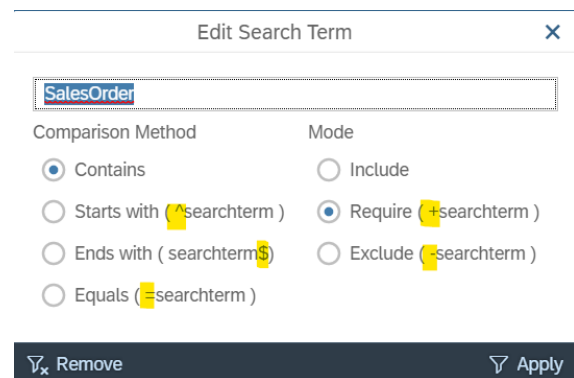 Edit Search Term
SalesOrder
Comparison Method Mode
Contains Include
Starts with ( ^searchterm ) Require ( +searchterm )
Ends with ( searchterm$) Exclude ( -searchterm )
Equals ( =searchterm )
Remove Apply